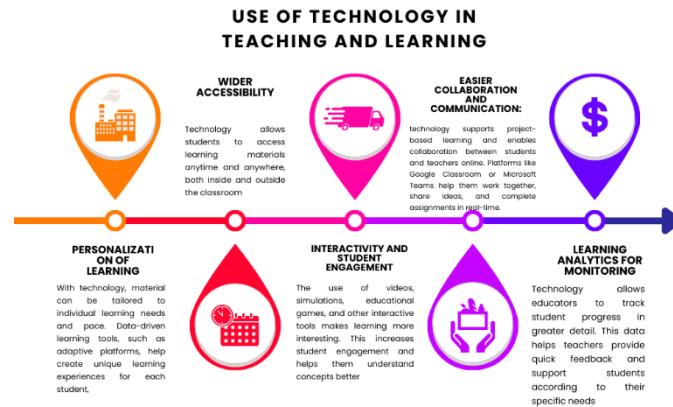 USE OF TECHNOLOGY IN
TEACHING AND LEARNING
WIDER
ACCESSIBILITY
Technology allows
students to access
learning materials
anytime and anywhere,
both inside and outside
the classroom
EASIER
COLLABORATION
AND
COMMUNICATION:
technology supports project-
based learning and enables
collaboration between students
and teachers online. Platforms like
Google Classroom or Microsoft
Teams help them work together,
share ideas, and complete
assignments in real-time.
$
PERSONALIZATI
ON OF
LEARNING
With technology, material
can be tailored to
individual learning needs
and pace. Data-driven
learning tools, such as
adaptive platforms, help
create unique learning
experiences for each
student,
INTERACTIVITY AND
STUDENT
ENGAGEMENT
The use of videos,
simulations, educational
games, and other interactive
tools makes learning more
interesting. This increases
student engagement and
helps them understand
concepts better
LEARNING
ANALYTICS FOR
MONITORING
Technology allows
educators to track
student progress in
greater detail. This data
helps teachers provide
quick feedback and
support students
according to their
specific needs